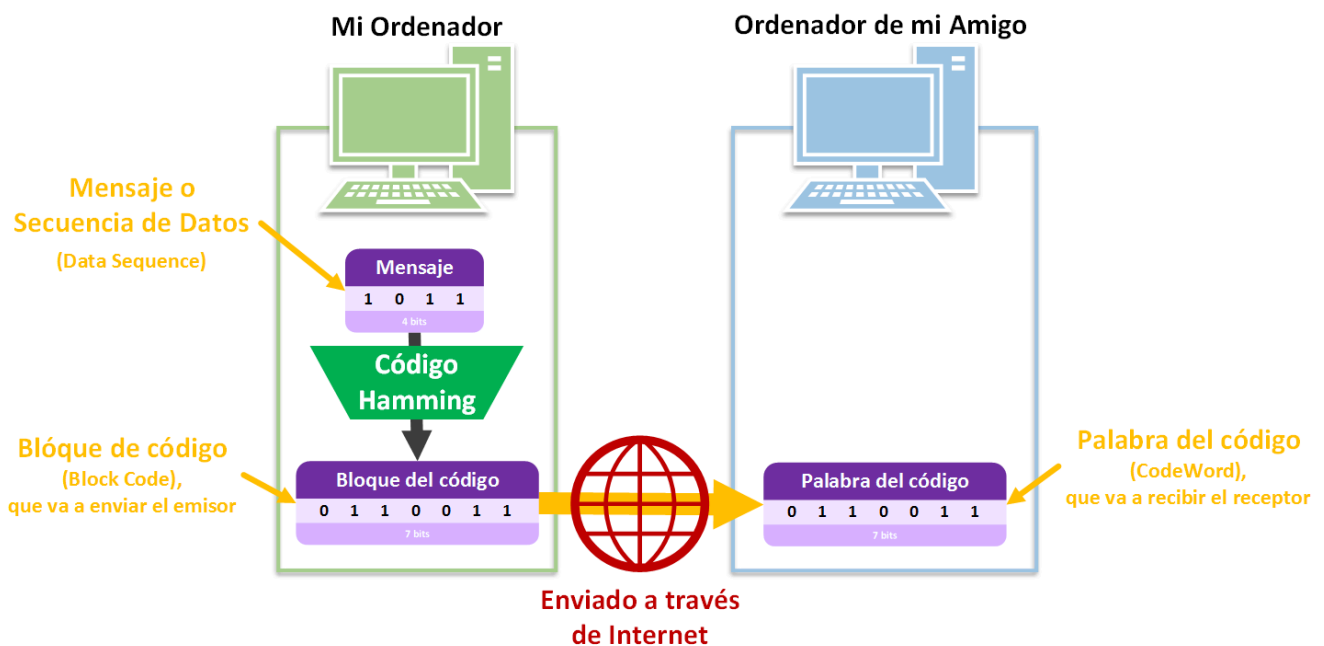 Mi Ordenador
Ordenador de mi Amigo
Mensaje o
Secuencia de Datos
(Data Sequence)
Mensaje
1 0 1 1
4 bits
Código
Hamming
Blóque de código
(Block Code),
que va a enviar el emisor
Bloque del código
0 1 1 0 0 1 1
7 bits
Enviado a través
de Internet
Palabra del código
0 1 1 0 0 1 1
7 bits
Palabra del código
(CodeWord),
que va a recibir el receptor